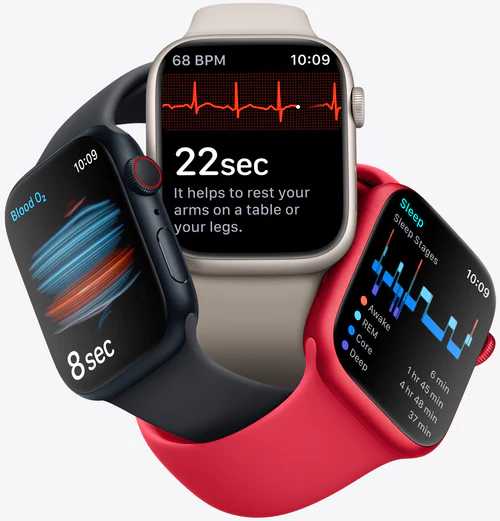 68 BPM 10:09
22sec
It helps to rest your
arms on a table or
your legs.
Blood O₂ 10:09
8 sec
Sleep 10:09
Sleep Stages
Awake 6 min
REM 1 hr 45 min
Core 4 hr 48 min
Deep 37 min